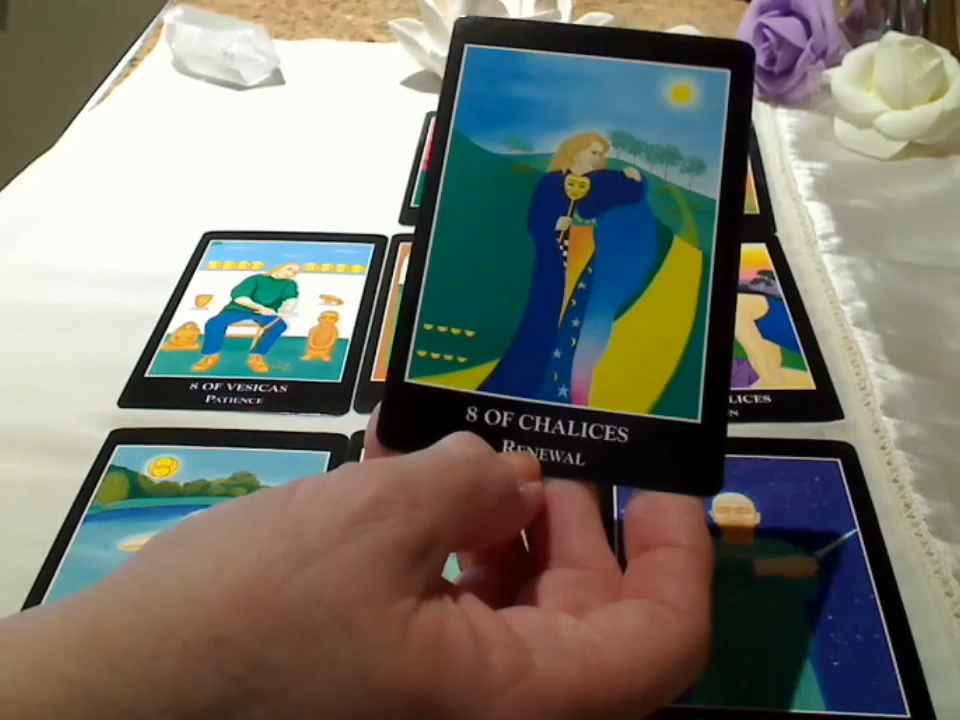 8 OF CHALICES
RENEWAL
8 OF VESICAS
PATIENCE